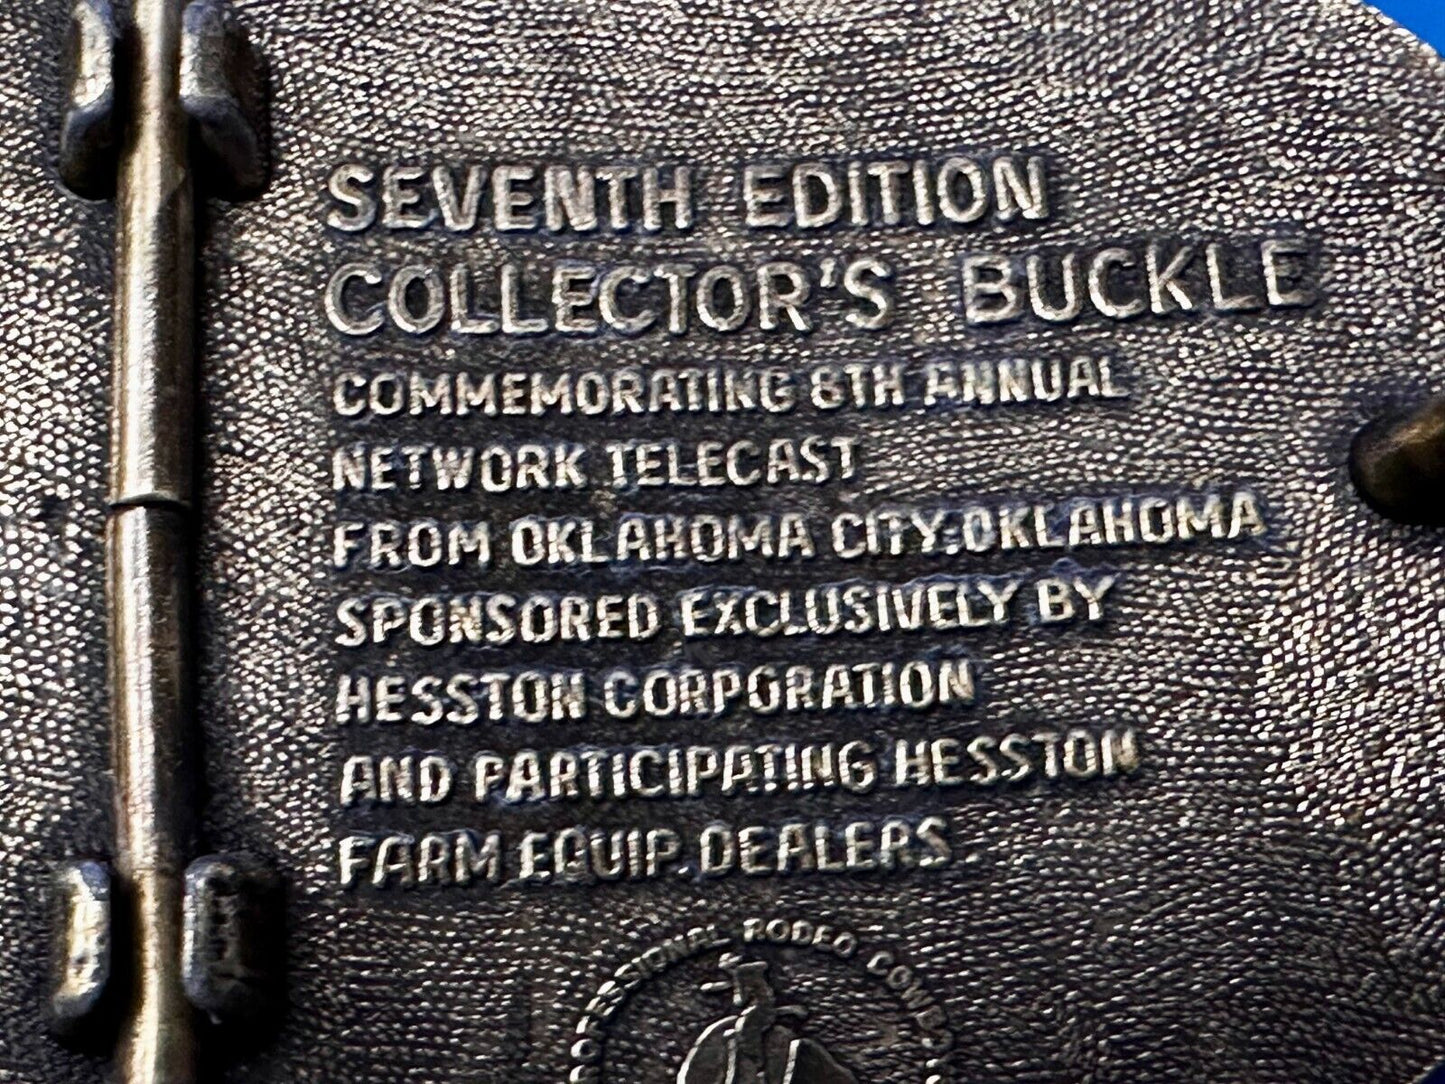 SEVENTH EDITION
COLLECTOR'S BUCKLE
COMMEMORATING 8TH ANNUAL
NETWORK TELECAST
FROM OKLAHOMA CITY, OKLAHOMA
SPONSORED EXCLUSIVELY BY
HESSTON CORPORATION
AND PARTICIPATING HESSTON
FARM EQUIP. DEALERS
RODEO